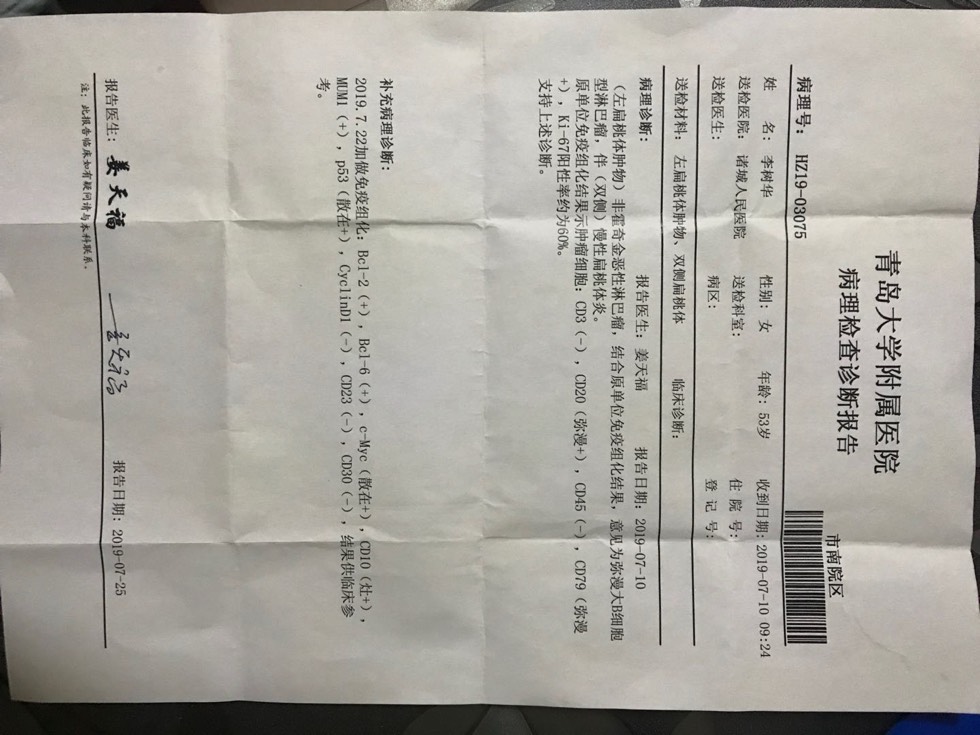 青岛大学附属医院
病理检查诊断报告
市南院区
病理号: HZ19-03075
姓 名: 李树华 性别: 女 年龄: 53岁 收到日期: 2019-07-10 09:24
送检医院: 诸城人民医院 送检科室: 住 院 号:
送检医生: 病区: 登 记 号:
送检材料: 左扁桃体肿物、双侧扁桃体 临床诊断:
病理诊断: 报告医生: 姜天福 报告日期: 2019-07-10
(左扁桃体肿物)非霍奇金恶性淋巴瘤, 结合原单位免疫组化结果, 意见为弥漫大B细胞
型淋巴瘤, 伴(双侧)慢性扁桃体炎。
原单位免疫组化结果示肿瘤细胞: CD3(-), CD20(弥漫+), CD45(-), CD79(弥漫
+), Ki-67阳性率约为60%。
支持上述诊断。
补充病理诊断:
2019.7.22加做免疫组化: Bcl-2(+), Bcl-6(+), c-Myc(散在+), CD10(灶+),
MUM1(+), p53(散在+), CyclinD1(-), CD23(-), CD30(-), 结果供临床参
考。
报告医生: 姜天福 姜天福 报告日期: 2019-07-25
注: 此报告临床如有疑问请与本科联系。